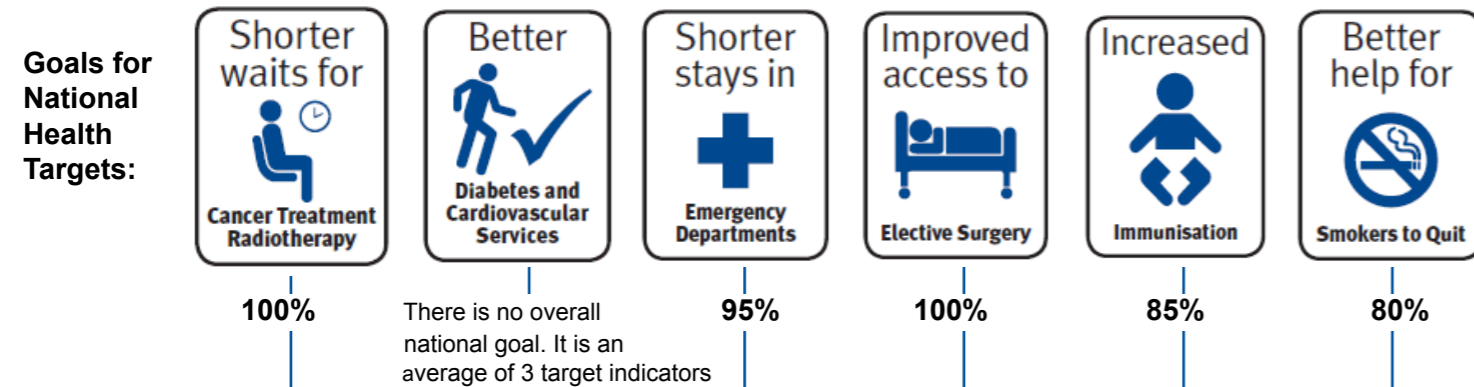 Goals for
National
Health
Targets:
Shorter
waits for
Cancer Treatment
Radiotherapy
Better
Diabetes and
Cardiovascular
Services
Shorter
stays in
Emergency
Departments
Improved
access to
Elective Surgery
Increased
Immunisation
Better
help for
Smokers to Quit
100%
There is no overall
national goal. It is an
average of 3 target indicators
95%
100%
85%
80%